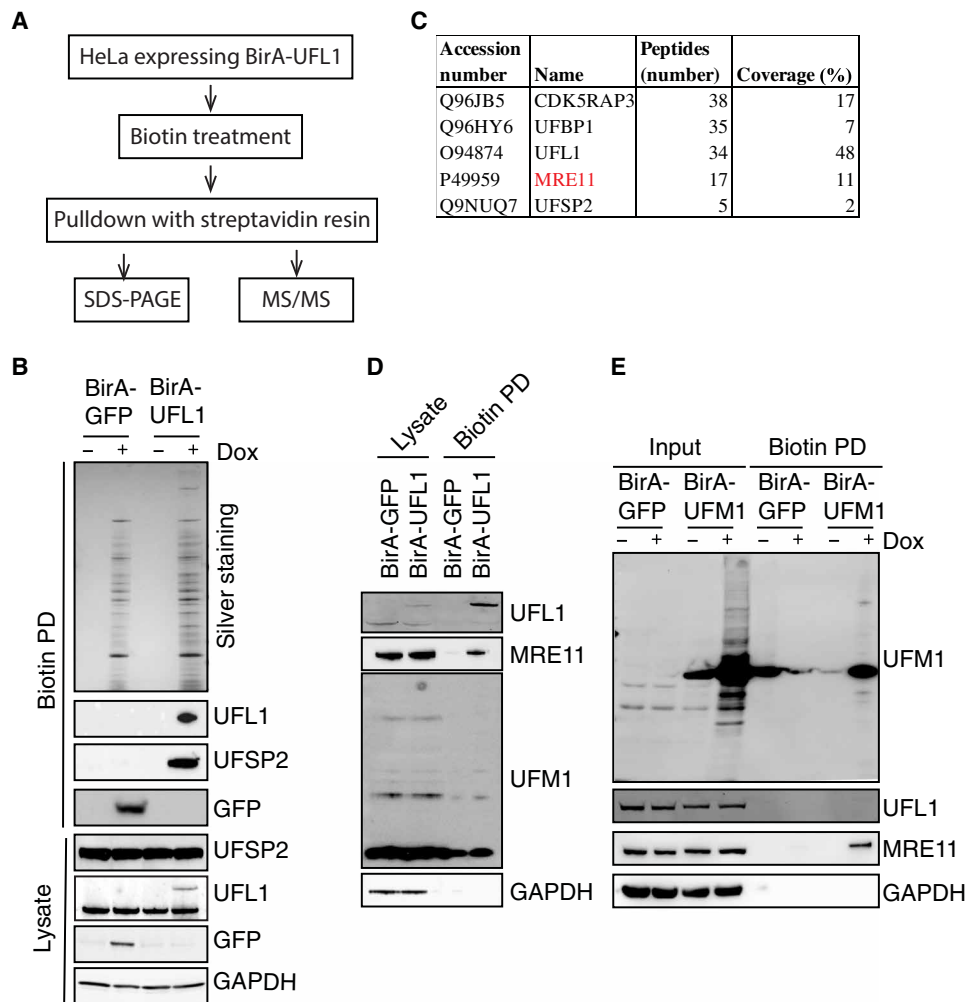 A
HeLa expressing BirA-UFL1
Biotin treatment
Pulldown with streptavidin resin
SDS-PAGE MS/MS
C
Accession number Name Peptides (number) Coverage (%)
Q96JB5 CDK5RAP3 38 17
Q96HY6 UFBP1 35 7
O94874 UFL1 34 48
P49959 MRE11 17 11
Q9NUQ7 UFSP2 5 2
B
BirA-GFP BirA-UFL1
– + – + Dox
Biotin PD
Silver staining
UFL1
UFSP2
GFP
Lysate
UFSP2
UFL1
GFP
GAPDH
D
Lysate Biotin PD
BirA-GFP BirA-UFL1 BirA-GFP BirA-UFL1
UFL1
MRE11
UFM1
GAPDH
E
Input Biotin PD
BirA-GFP BirA-UFM1 BirA-GFP BirA-UFM1
– + – + – + – + Dox
UFM1
UFL1
MRE11
GAPDH